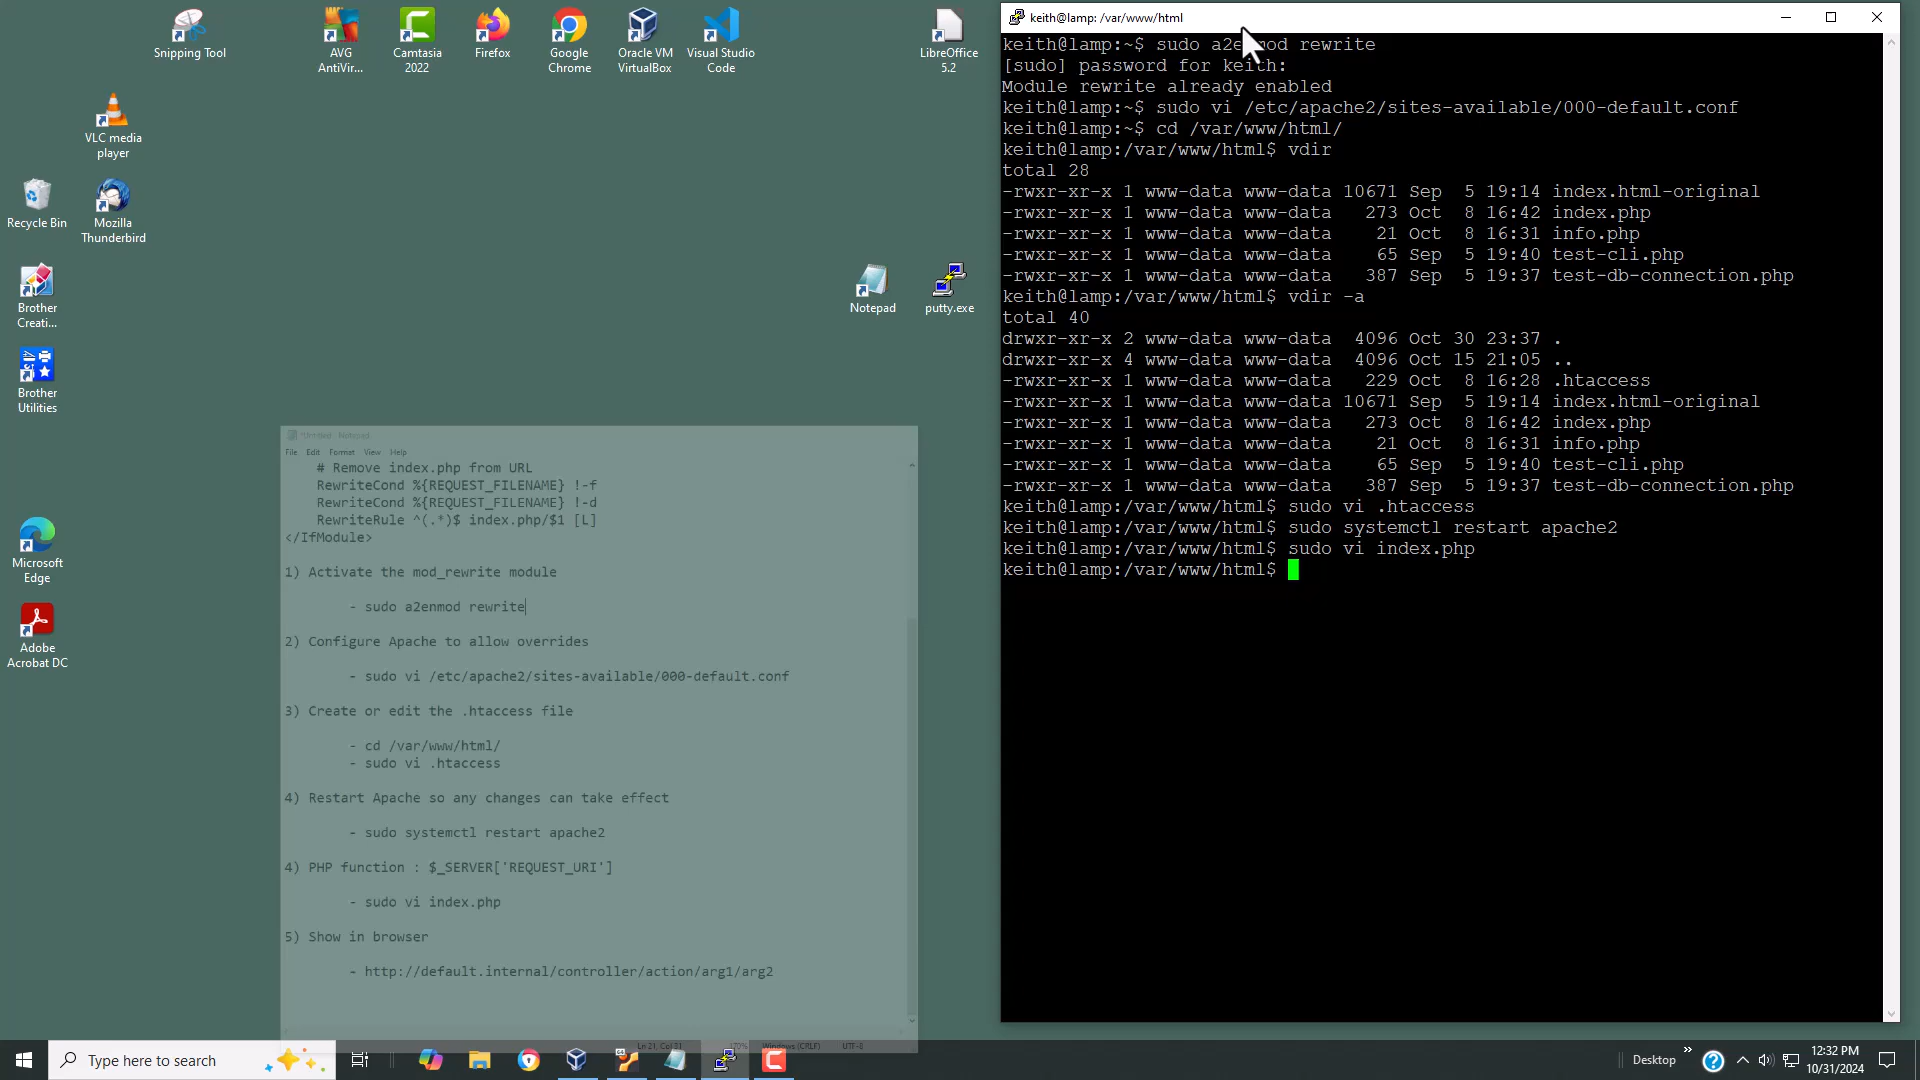 Snipping Tool
AVG
AntiVir...
Camtasia
2022
Firefox
Google
Chrome
Oracle VM
VirtualBox
Visual Studio
Code
LibreOffice
5.2
VLC media
player
Recycle Bin
Mozilla
Thunderbird
Brother
Creati...
Notepad
putty.exe
Brother
Utilities
Microsoft
Edge
Adobe
Acrobat DC
*Untitled - Notepad
File Edit Format View Help
# Remove index.php from URL
RewriteCond %{REQUEST_FILENAME} !-f
RewriteCond %{REQUEST_FILENAME} !-d
RewriteRule ^(.*)$ index.php/$1 [L]
</IfModule>
1) Activate the mod_rewrite module
- sudo a2enmod rewrite
2) Configure Apache to allow overrides
- sudo vi /etc/apache2/sites-available/000-default.conf
3) Create or edit the .htaccess file
- cd /var/www/html/
- sudo vi .htaccess
4) Restart Apache so any changes can take effect
- sudo systemctl restart apache2
4) PHP function : $_SERVER['REQUEST_URI']
- sudo vi index.php
5) Show in browser
- http://default.internal/controller/action/arg1/arg2
Ln 21, Col 31 170% Windows (CRLF) UTF-8
keith@lamp: /var/www/html
keith@lamp:~$ sudo a2enmod rewrite
[sudo] password for keith:
Module rewrite already enabled
keith@lamp:~$ sudo vi /etc/apache2/sites-available/000-default.conf
keith@lamp:~$ cd /var/www/html/
keith@lamp:/var/www/html$ vdir
total 28
-rwxr-xr-x 1 www-data www-data 10671 Sep  5 19:14 index.html-original
-rwxr-xr-x 1 www-data www-data   273 Oct  8 16:42 index.php
-rwxr-xr-x 1 www-data www-data    21 Oct  8 16:31 info.php
-rwxr-xr-x 1 www-data www-data    65 Sep  5 19:40 test-cli.php
-rwxr-xr-x 1 www-data www-data   387 Sep  5 19:37 test-db-connection.php
keith@lamp:/var/www/html$ vdir -a
total 40
drwxr-xr-x 2 www-data www-data  4096 Oct 30 23:37 .
drwxr-xr-x 4 www-data www-data  4096 Oct 15 21:05 ..
-rwxr-xr-x 1 www-data www-data   229 Oct  8 16:28 .htaccess
-rwxr-xr-x 1 www-data www-data 10671 Sep  5 19:14 index.html-original
-rwxr-xr-x 1 www-data www-data   273 Oct  8 16:42 index.php
-rwxr-xr-x 1 www-data www-data    21 Oct  8 16:31 info.php
-rwxr-xr-x 1 www-data www-data    65 Sep  5 19:40 test-cli.php
-rwxr-xr-x 1 www-data www-data   387 Sep  5 19:37 test-db-connection.php
keith@lamp:/var/www/html$ sudo vi .htaccess
keith@lamp:/var/www/html$ sudo systemctl restart apache2
keith@lamp:/var/www/html$ sudo vi index.php
keith@lamp:/var/www/html$
Type here to search
Desktop
12:32 PM
10/31/2024